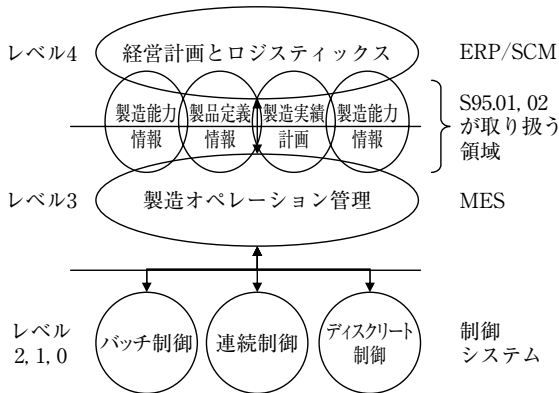 レベル4
経営計画とロジスティックス
ERP/SCM
製造能力
情報
製品定義
情報
製造実績
計画
製造能力
情報
S95.01, 02
が取り扱う
領域
レベル3
製造オペレーション管理
MES
レベル
2, 1, 0
バッチ制御
連続制御
ディスクリート
制御
制御
システム